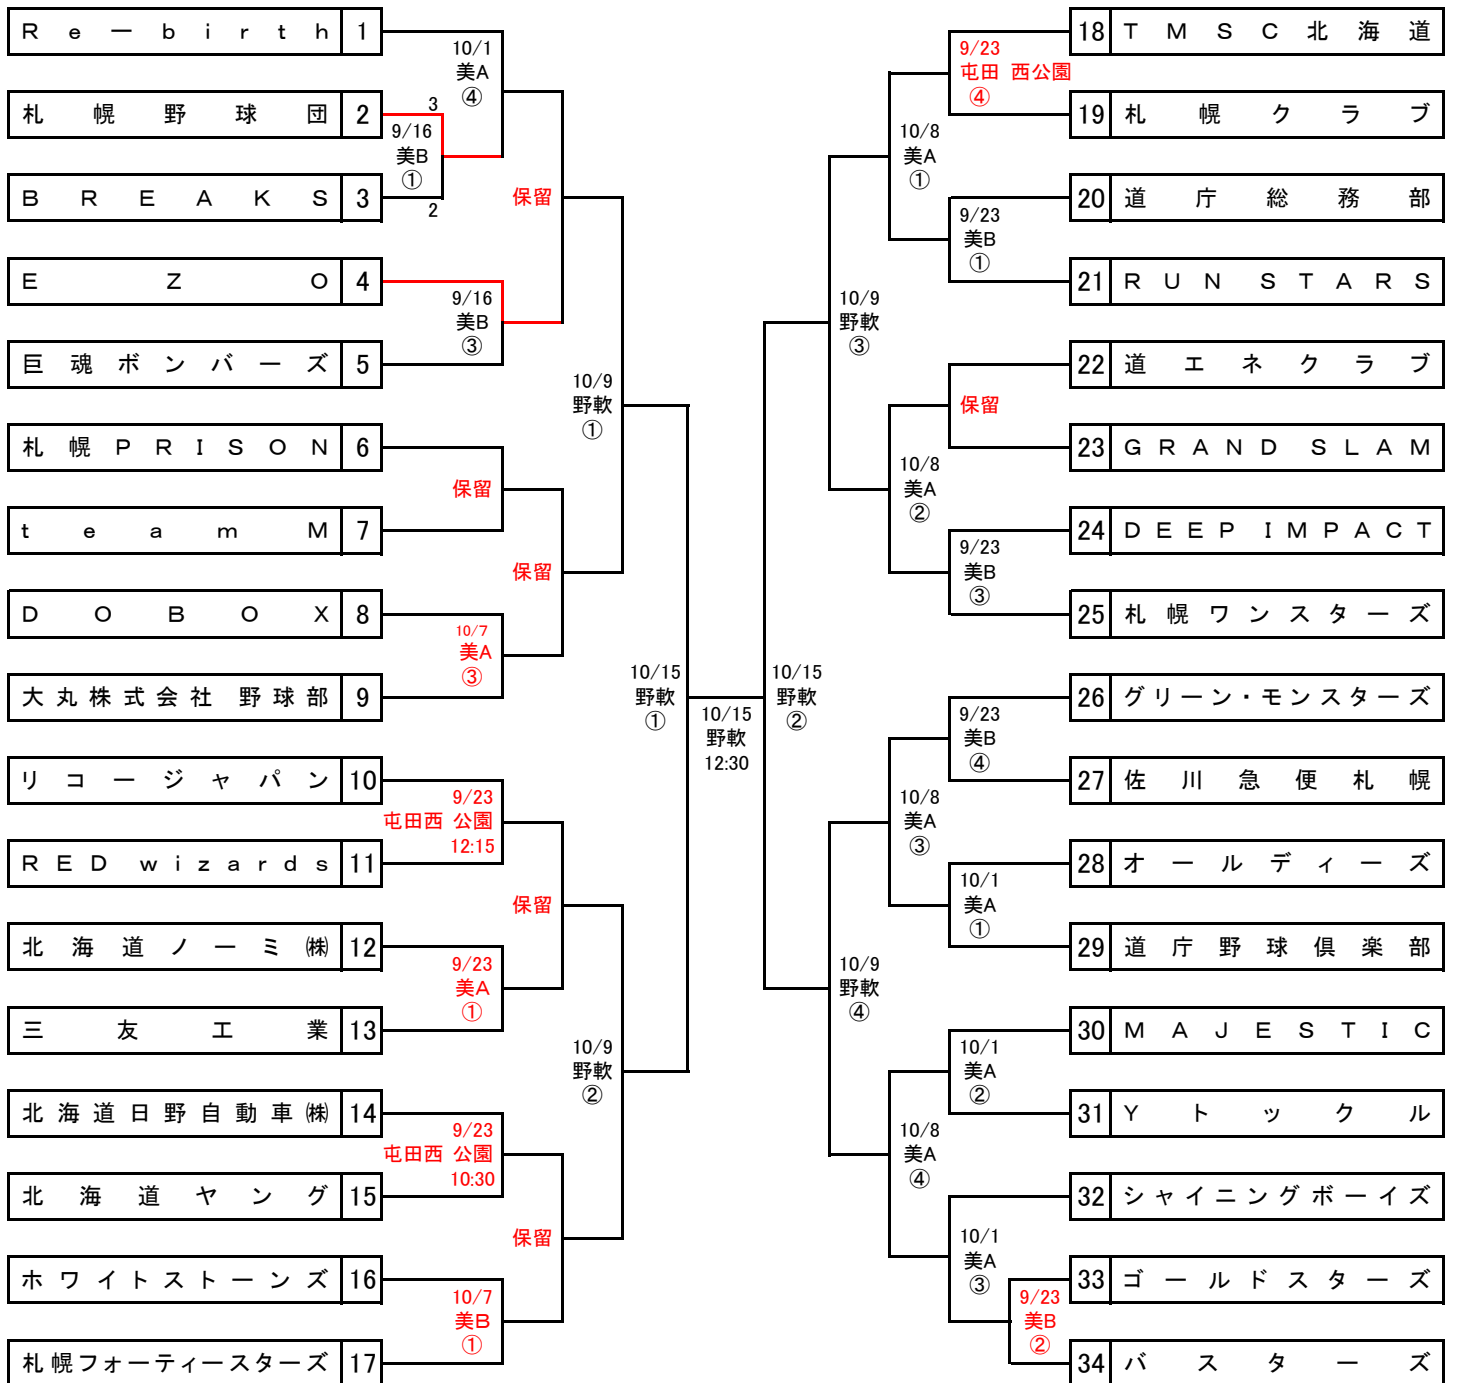 Re－birth 1
10/1
美A
④
札幌野球団 2
3
9/16
美B
①
BREAKS 3
2
保留
EZO 4
9/16
美B
③
巨魂ボンバーズ 5
10/9
野軟
①
札幌PRISON 6
保留
teamM 7
保留
DOBOX 8
10/7
美A
③
大丸株式会社 野球部 9
10/15
野軟
①
リコージャパン 10
9/23
屯田西 公園
12:15
RED wizards 11
保留
北海道ノーミ㈱ 12
9/23
美A
①
三友工業 13
10/9
野軟
②
北海道日野自動車㈱ 14
9/23
屯田西 公園
10:30
北海道ヤング 15
保留
ホワイトストーンズ 16
10/7
美B
①
札幌フォーティースターズ 17
10/15
野軟
12:30
18 TMSC北海道
9/23
屯田 西公園
④
19 札幌クラブ
10/8
美A
①
20 道庁総務部
9/23
美B
①
21 RUN STARS
10/9
野軟
③
22 道エネクラブ
保留
23 GRAND SLAM
10/8
美A
②
24 DEEP IMPACT
9/23
美B
③
25 札幌ワンスターズ
10/15
野軟
②
26 グリーン・モンスターズ
9/23
美B
④
27 佐川急便札幌
10/8
美A
③
28 オールディーズ
10/1
美A
①
29 道庁野球倶楽部
10/9
野軟
④
30 MAJESTIC
10/1
美A
②
31 Yトックル
10/8
美A
④
32 シャイニングボーイズ
10/1
美A
③
33 ゴールドスターズ
9/23
美B
②
34 バスターズ